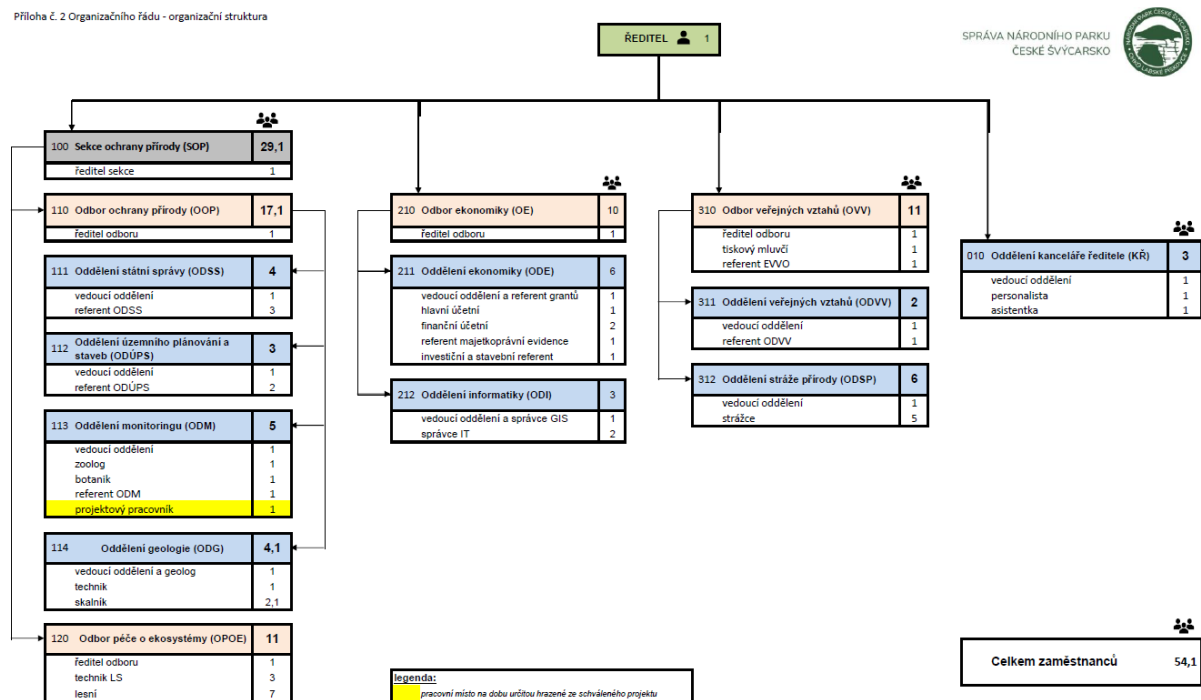 Příloha č. 2 Organizačního řádu - organizační struktura
ŘEDITEL 1
SPRÁVA NÁRODNÍHO PARKU
ČESKÉ ŠVÝCARSKO
100 Sekce ochrany přírody (SOP) 29,1
ředitel sekce 1
110 Odbor ochrany přírody (OOP) 17,1
ředitel odboru 1
111 Oddělení státní správy (ODSS) 4
vedoucí oddělení 1
referent ODSS 3
112 Oddělení územního plánování a
staveb (ODÚPS) 3
vedoucí oddělení 1
referent ODÚPS 2
113 Oddělení monitoringu (ODM) 5
vedoucí oddělení 1
zoolog 1
botanik 1
referent ODM 1
projektový pracovník 1
114 Oddělení geologie (ODG) 4,1
vedoucí oddělení a geolog 1
technik 1
skalník 2,1
120 Odbor péče o ekosystémy (OPOE) 11
ředitel odboru 1
technik LS 3
lesní 7
210 Odbor ekonomiky (OE) 10
ředitel odboru 1
211 Oddělení ekonomiky (ODE) 6
vedoucí oddělení a referent grantů 1
hlavní účetní 1
finanční účetní 2
referent majetkoprávní evidence 1
investiční a stavební referent 1
212 Oddělení informatiky (ODI) 3
vedoucí oddělení a správce GIS 1
správce IT 2
310 Odbor veřejných vztahů (OVV) 11
ředitel odboru 1
tiskový mluvčí 1
referent EVVO 1
311 Oddělení veřejných vztahů (ODVV) 2
vedoucí oddělení 1
referent ODVV 1
312 Oddělení stráže přírody (ODSP) 6
vedoucí oddělení 1
strážce 5
010 Oddělení kanceláře ředitele (KŘ) 3
vedoucí oddělení 1
personalista 1
asistentka 1
legenda:
pracovní místo na dobu určitou hrazené ze schváleného projektu
Celkem zaměstnanců 54,1